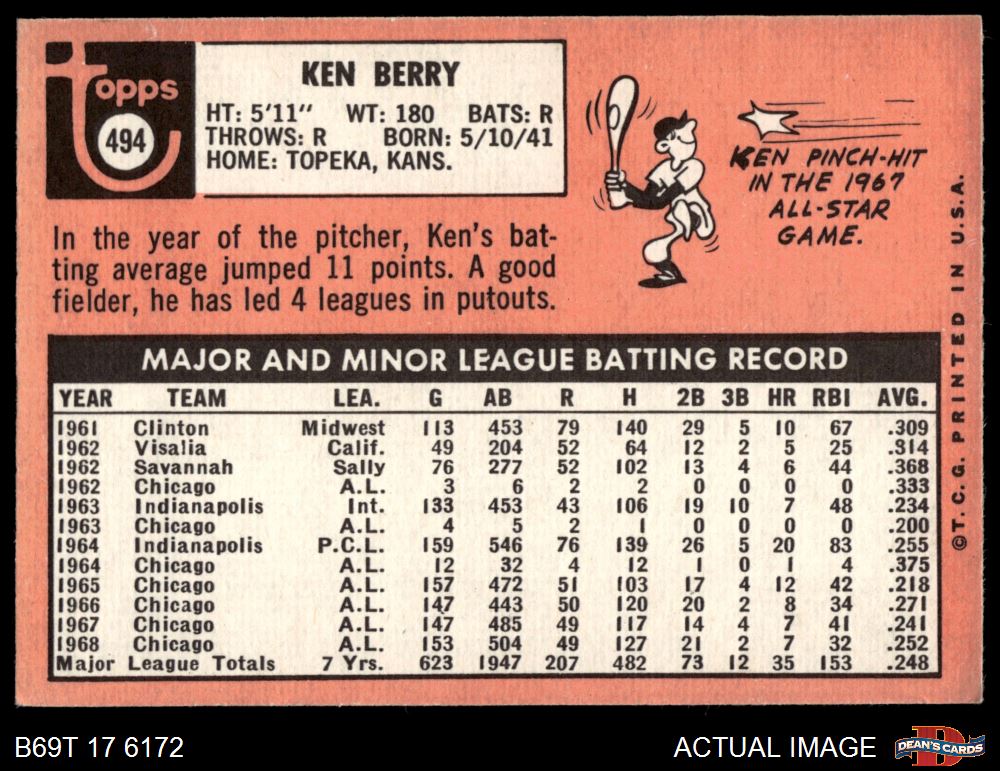 Topps
494
KEN BERRY
HT: 5'11" WT: 180 BATS: R
THROWS: R BORN: 5/10/41
HOME: TOPEKA, KANS.
In the year of the pitcher, Ken's bat-
ting average jumped 11 points. A good
fielder, he has led 4 leagues in putouts.
KEN PINCH-HIT
IN THE 1967
ALL-STAR
GAME.
MAJOR AND MINOR LEAGUE BATTING RECORD
YEAR TEAM LEA. G AB R H 2B 3B HR RBI AVG.
1961 Clinton Midwest 113 453 79 140 29 5 10 67 .309
1962 Visalia Calif. 49 204 52 64 12 2 5 25 .314
1962 Savannah Sally 76 277 52 102 13 4 6 44 .368
1962 Chicago A.L. 3 6 2 2 0 0 0 0 .333
1963 Indianapolis Int. 133 453 43 106 19 10 7 48 .234
1963 Chicago A.L. 4 5 2 1 0 0 0 0 .200
1964 Indianapolis P.C.L. 159 546 76 139 26 5 20 83 .255
1964 Chicago A.L. 12 32 4 12 1 0 1 4 .375
1965 Chicago A.L. 157 472 51 103 17 4 12 42 .218
1966 Chicago A.L. 147 443 50 120 20 2 8 34 .271
1967 Chicago A.L. 147 485 49 117 14 4 7 41 .241
1968 Chicago A.L. 153 504 49 127 21 2 7 32 .252
Major League Totals 7 Yrs. 623 1947 207 482 73 12 35 153 .248
©T.C.G. PRINTED IN U.S.A.
B69T 17 6172
ACTUAL IMAGE
D
DEAN'S CARDS